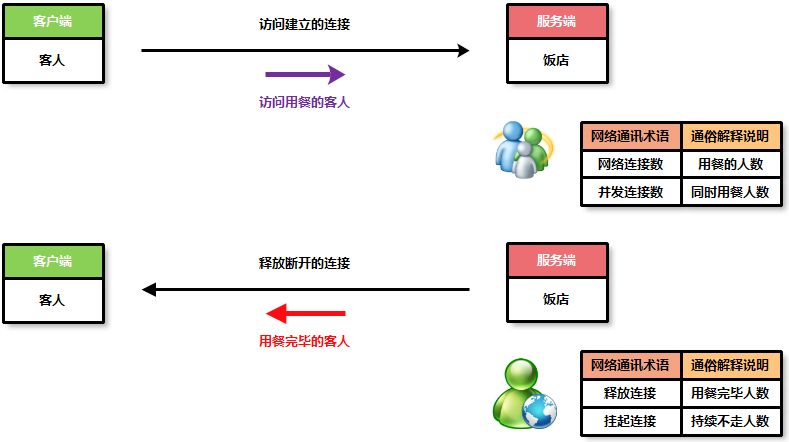 客户端
客人
访问建立的连接
访问用餐的客人
服务端
饭店
网络通讯术语 通俗解释说明
网络连接数 用餐的人数
并发连接数 同时用餐人数
客户端
客人
释放断开的连接
用餐完毕的客人
服务端
饭店
网络通讯术语 通俗解释说明
释放连接 用餐完毕人数
挂起连接 持续不走人数